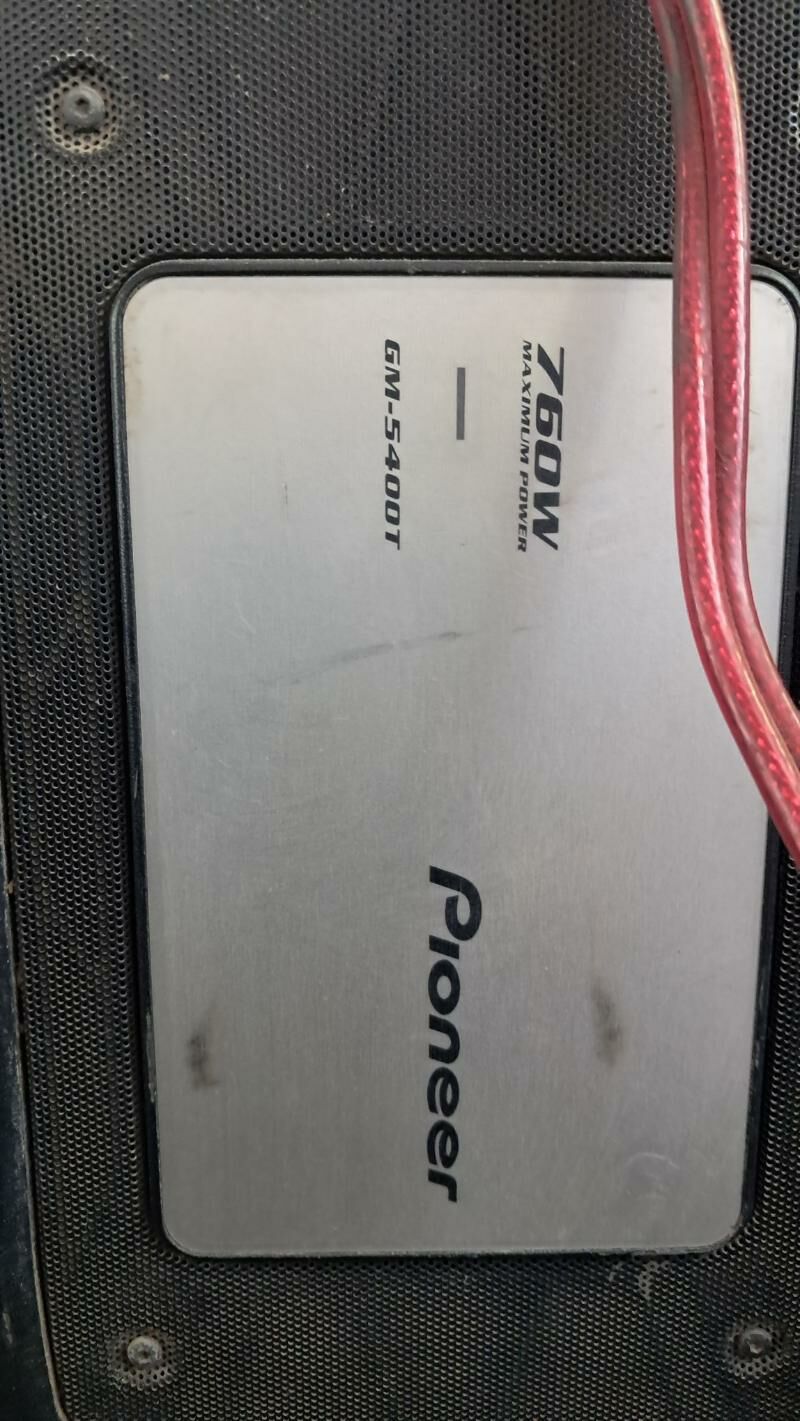 760W
MAXIMUM POWER
GM-5400T
Pioneer